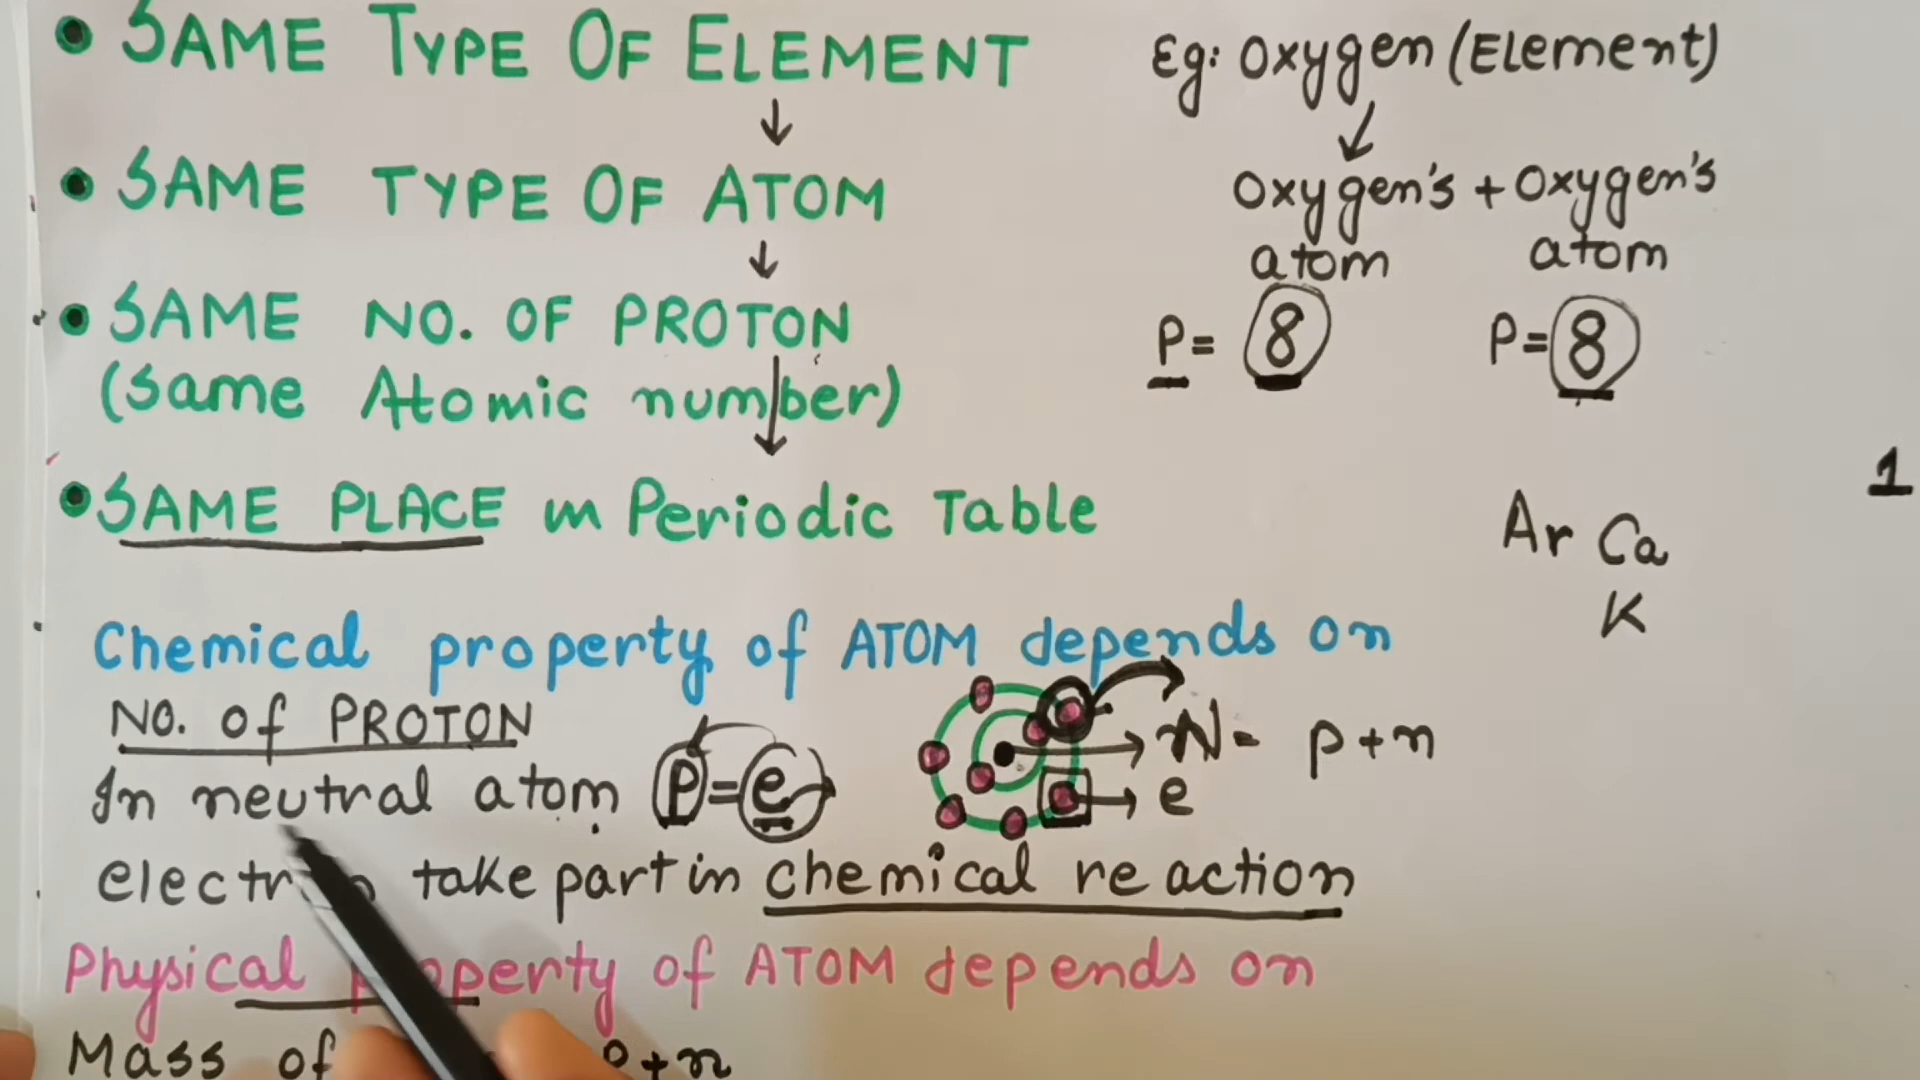 • SAME TYPE OF ELEMENT
↓
• SAME TYPE OF ATOM
↓
• SAME NO. OF PROTON
(Same Atomic number)
↓
• SAME PLACE in Periodic Table
Eg: Oxygen (Element)
↓
Oxygen's + Oxygen's
atom atom
P = 8 P = 8
1
Ar Ca
K
Chemical property of ATOM depends on
NO. of PROTON
In neutral atom P = e
N = p + n
e
take part in chemical reaction
Physical property of ATOM depends on
Mass of
+ n